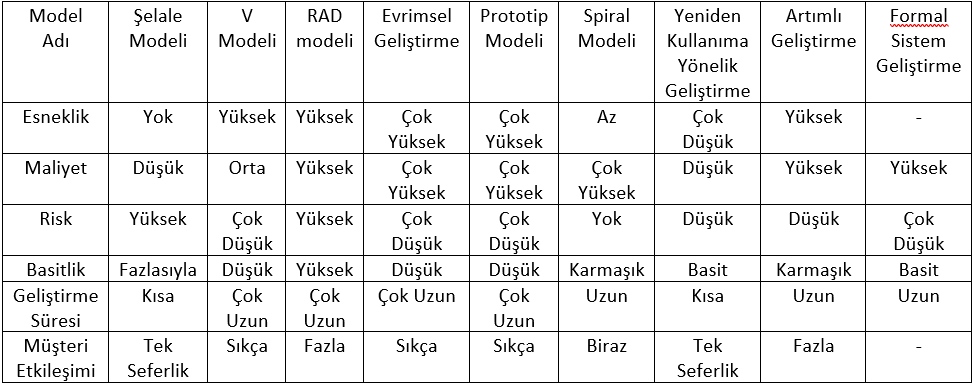 Model Adı | Şelale Modeli | V Modeli | RAD modeli | Evrimsel Geliştirme | Prototip Modeli | Spiral Modeli | Yeniden Kullanıma Yönelik Geliştirme | Artımlı Geliştirme | Formal Sistem Geliştirme
Esneklik | Yok | Yüksek | Yüksek | Çok Yüksek | Çok Yüksek | Az | Çok Düşük | Yüksek | -
Maliyet | Düşük | Orta | Yüksek | Çok Yüksek | Çok Yüksek | Çok Yüksek | Düşük | Yüksek | Yüksek
Risk | Yüksek | Çok Düşük | Yüksek | Çok Düşük | Çok Düşük | Yok | Düşük | Düşük | Çok Düşük
Basitlik | Fazlasıyla | Düşük | Yüksek | Düşük | Düşük | Karmaşık | Basit | Karmaşık | Basit
Geliştirme Süresi | Kısa | Çok Uzun | Çok Uzun | Çok Uzun | Çok Uzun | Uzun | Kısa | Uzun | Uzun
Müşteri Etkileşimi | Tek Seferlik | Sıkça | Fazla | Sıkça | Sıkça | Biraz | Tek Seferlik | Fazla | -